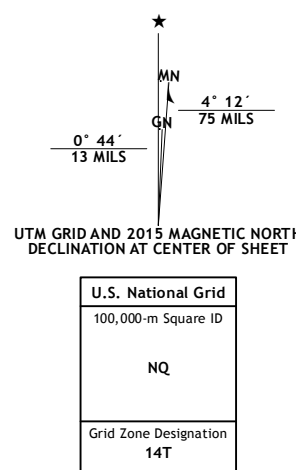 ★
MN
4° 12´
75 MILS
GN
0° 44´
13 MILS
UTM GRID AND 2015 MAGNETIC NORTH
DECLINATION AT CENTER OF SHEET
U.S. National Grid
100,000-m Square ID
NQ
Grid Zone Designation
14T